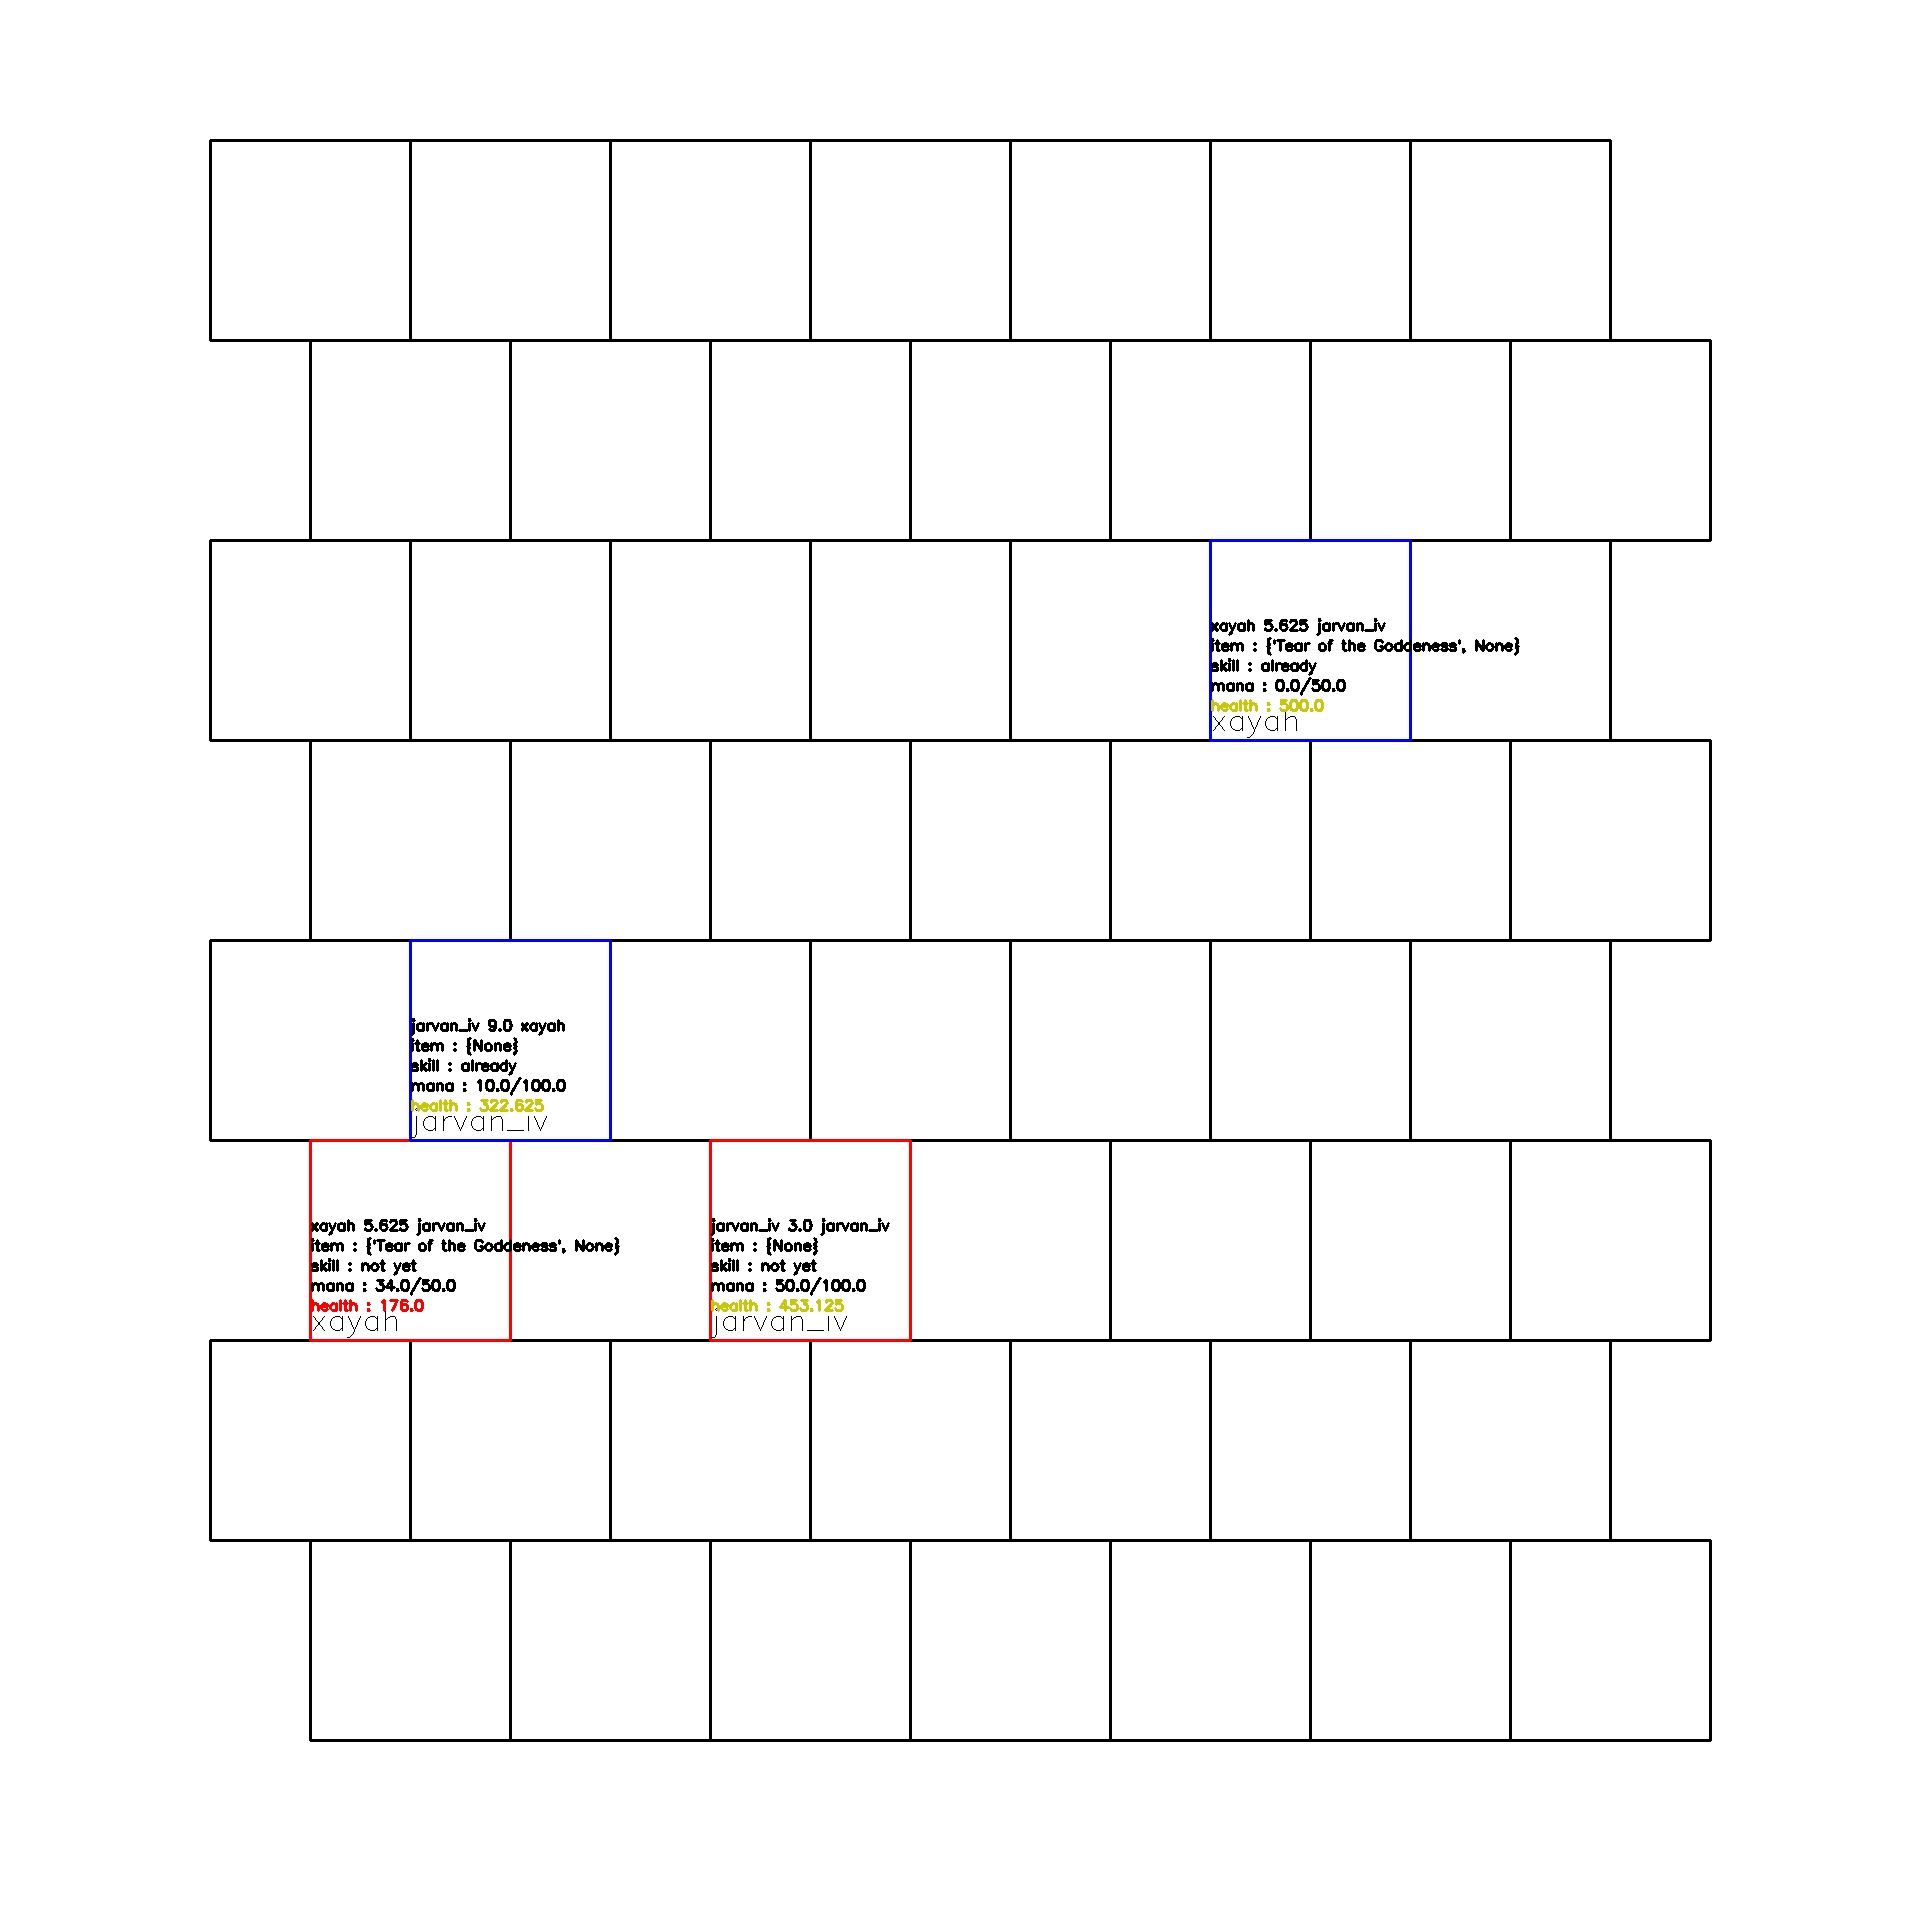 xayah 5.625 jarvan_iv
item : {'Tear of the Goddeness', None}
skill : already
mana : 0.0/50.0
health : 500.0
xayah
jarvan_iv 9.0 xayah
item : {None}
skill : already
mana : 10.0/100.0
health : 322.625
jarvan_iv
xayah 5.625 jarvan_iv
item : {'Tear of the Goddeness', None}
skill : not yet
mana : 34.0/50.0
health : 176.0
xayah
jarvan_iv 3.0 jarvan_iv
item : {None}
skill : not yet
mana : 50.0/100.0
health : 453.125
jarvan_iv